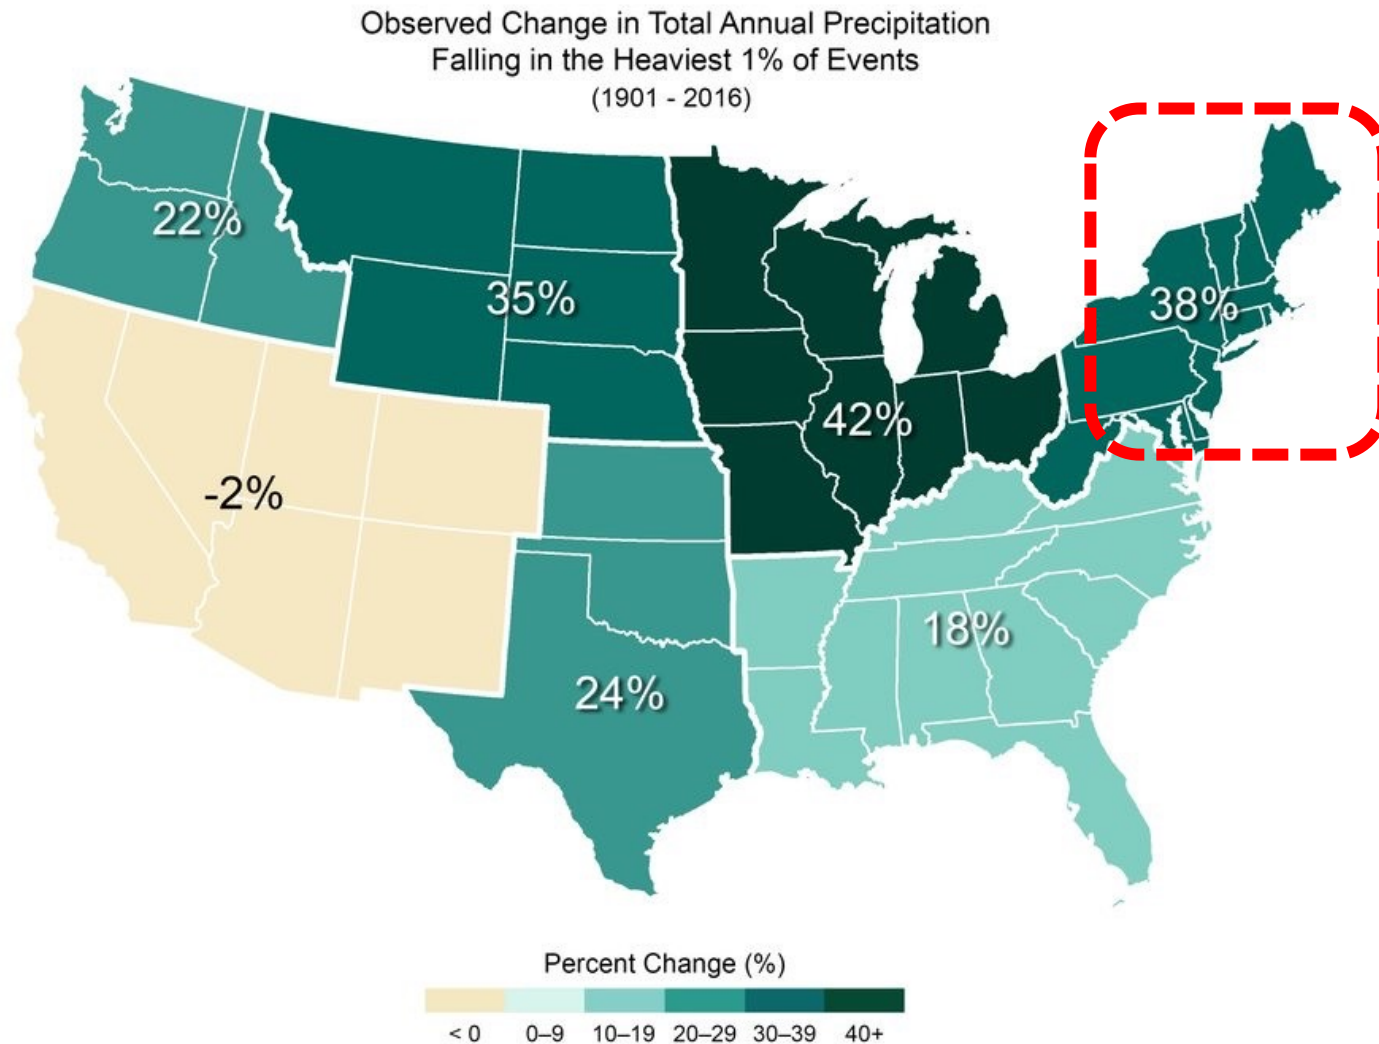 Observed Change in Total Annual Precipitation
Falling in the Heaviest 1% of Events
(1901 - 2016)
22%
35%
38%
42%
-2%
18%
24%
Percent Change (%)
< 0 0–9 10–19 20–29 30–39 40+